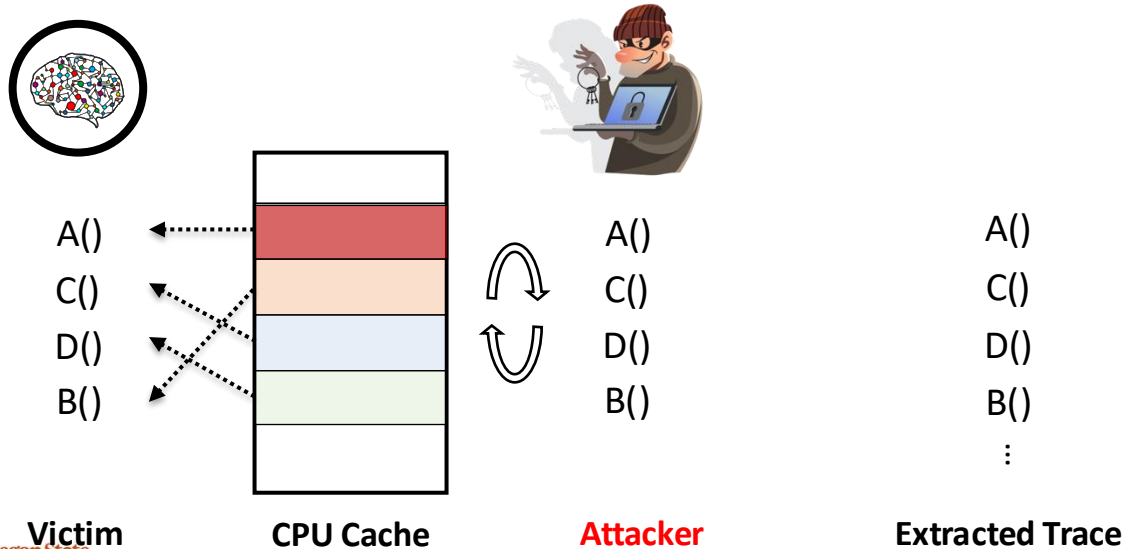 A()
C()
D()
B()
A()
C()
D()
B()
A()
C()
D()
B()
⋮
Victim
CPU Cache
Attacker
Extracted Trace